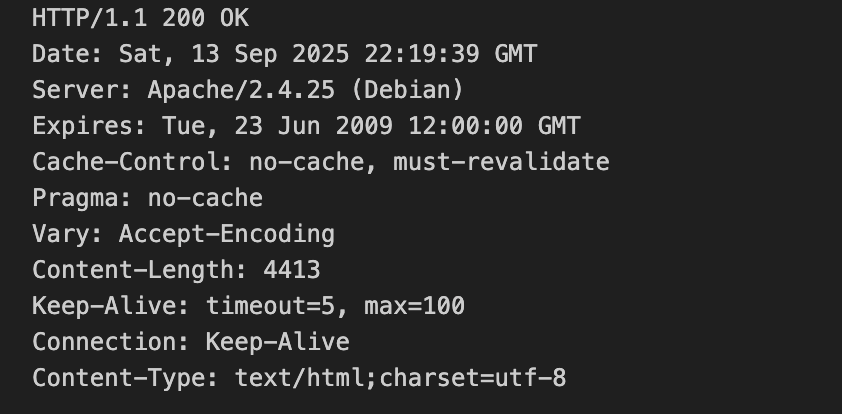 HTTP/1.1 200 OK
Date: Sat, 13 Sep 2025 22:19:39 GMT
Server: Apache/2.4.25 (Debian)
Expires: Tue, 23 Jun 2009 12:00:00 GMT
Cache-Control: no-cache, must-revalidate
Pragma: no-cache
Vary: Accept-Encoding
Content-Length: 4413
Keep-Alive: timeout=5, max=100
Connection: Keep-Alive
Content-Type: text/html;charset=utf-8